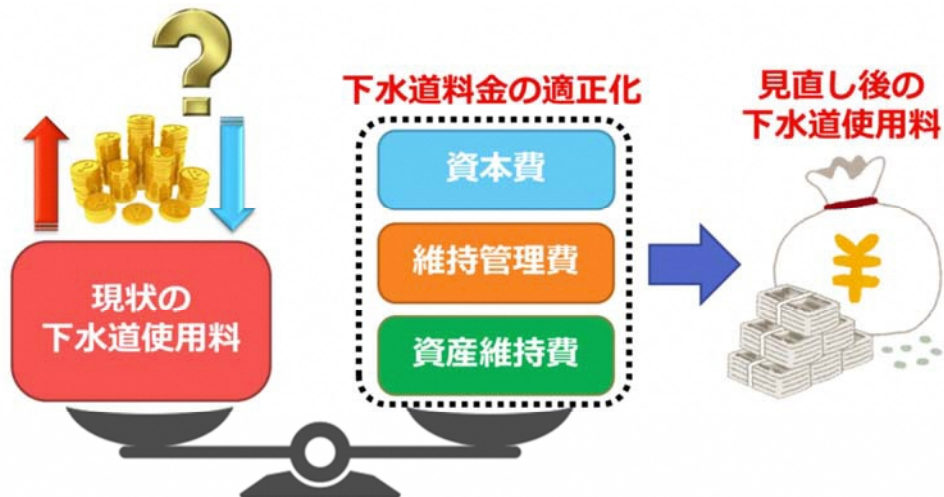 ?
下水道料金の適正化
見直し後の
下水道使用料
資本費
維持管理費
資産維持費
現状の
下水道使用料
¥